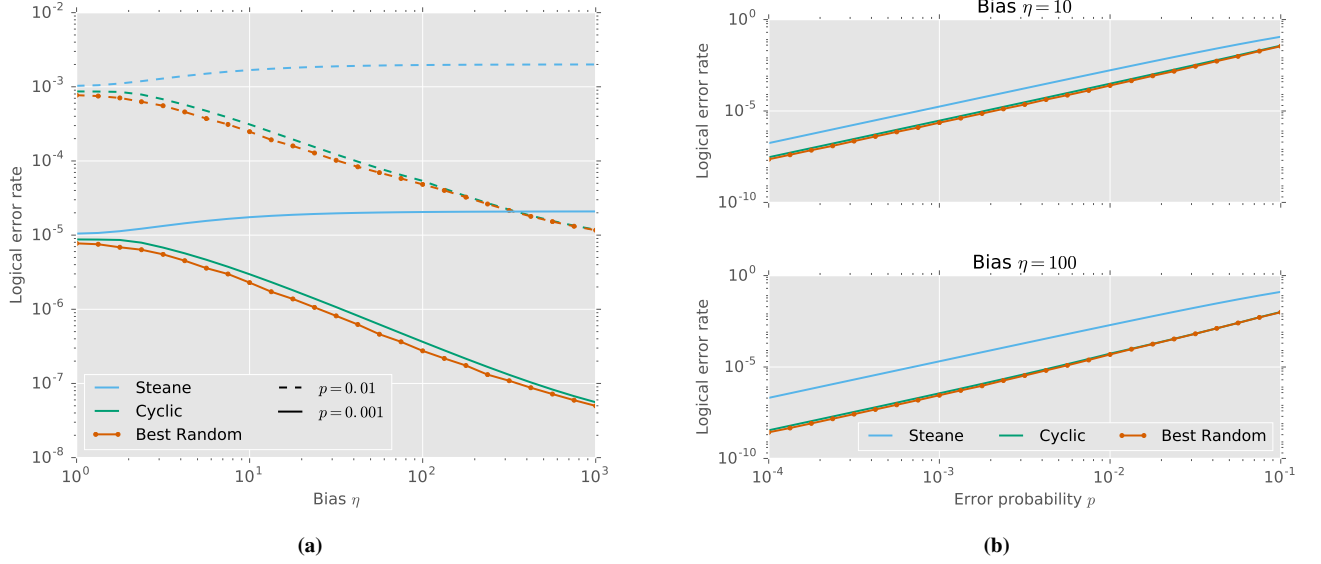 10^-2
10^-3
10^-4
10^-5
10^-6
10^-7
10^-8
Logical error rate
Steane
Cyclic
Best Random
p = 0.01
p = 0.001
10^0 10^1 10^2 10^3
Bias η
(a)
Bias η = 10
10^0
10^-5
10^-10
Logical error rate
Bias η = 100
10^0
10^-5
10^-10
Logical error rate
Steane Cyclic Best Random
10^-4 10^-3 10^-2 10^-1
Error probability p
(b)